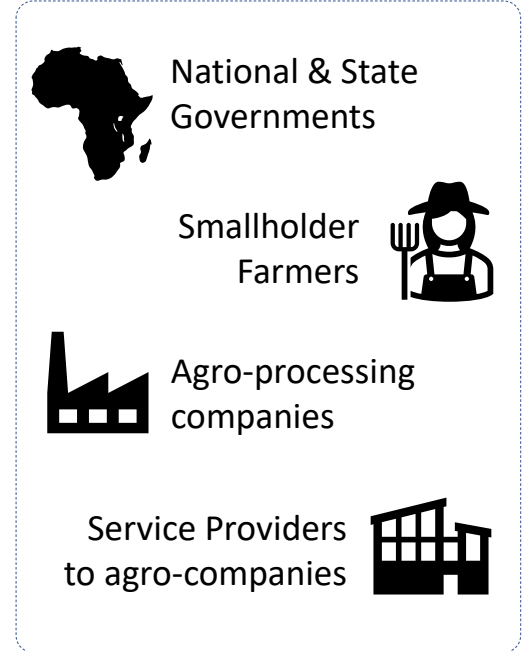 National & State
Governments
Smallholder
Farmers
Agro-processing
companies
Service Providers
to agro-companies